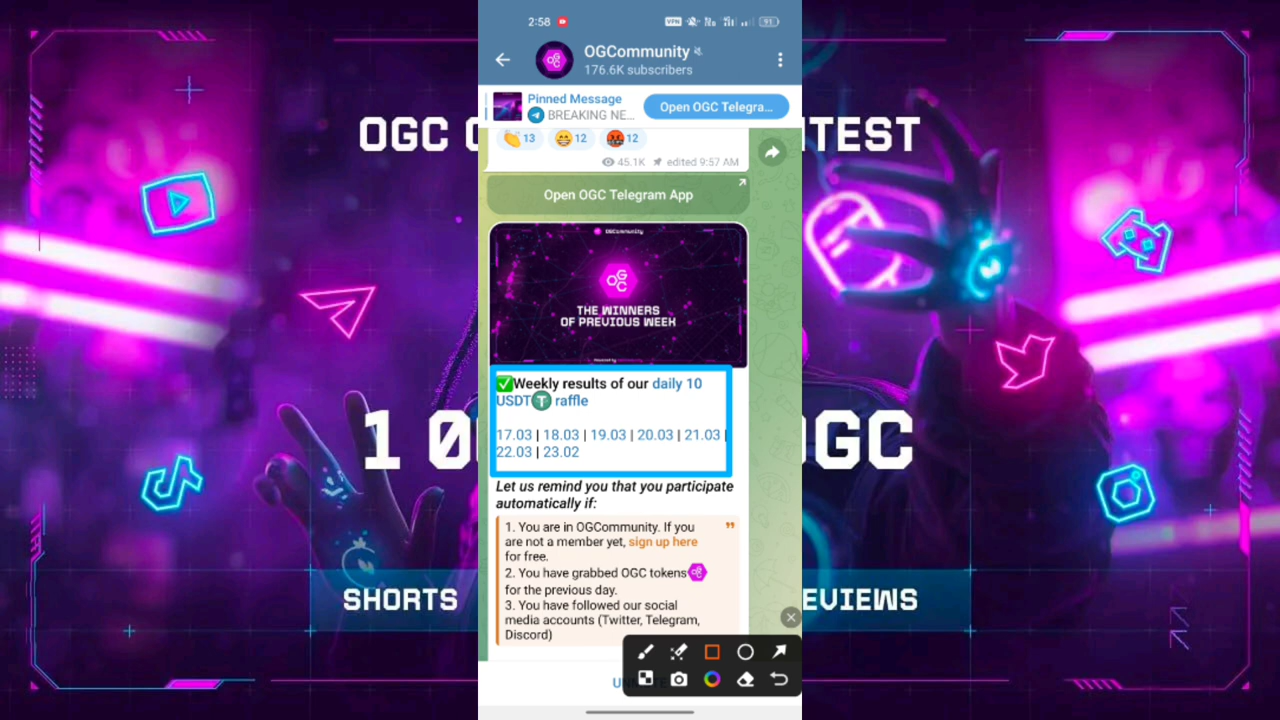 2:58
VPN
91
OGCommunity
176.6K subscribers
Pinned Message
BREAKING NE...
Open OGC Telegra...
13
12
12
45.1K
edited 9:57 AM
Open OGC Telegram App
OGCommunity
OGC
THE WINNERS
OF PREVIOUS WEEK
✅Weekly results of our daily 10
USDT raffle
17.03 | 18.03 | 19.03 | 20.03 | 21.03 |
22.03 | 23.02
Let us remind you that you participate
automatically if:
1. You are in OGCommunity. If you
are not a member yet, sign up here
for free.
2. You have grabbed OGC tokens
for the previous day.
3. You have followed our social
media accounts (Twitter, Telegram,
Discord)
OGC
TEST
1 0
OGC
SHORTS
EVIEWS